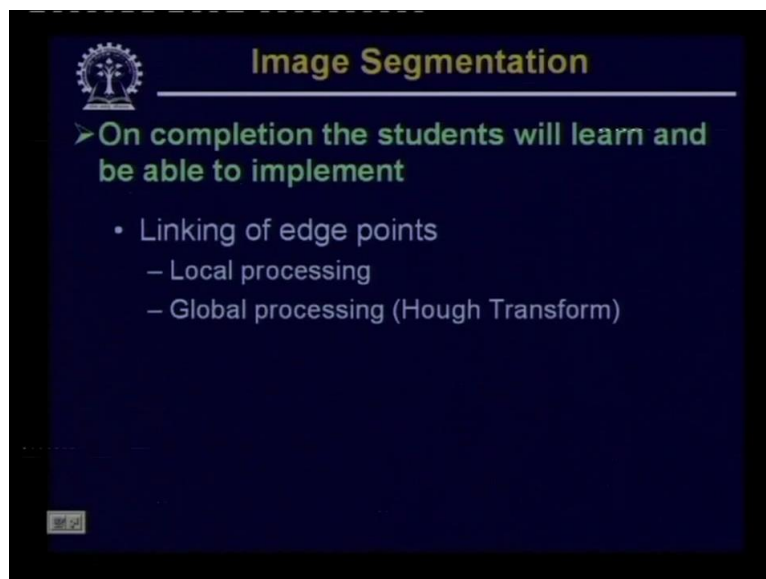 Image Segmentation
➢On completion the students will learn and
be able to implement
• Linking of edge points
– Local processing
– Global processing (Hough Transform)